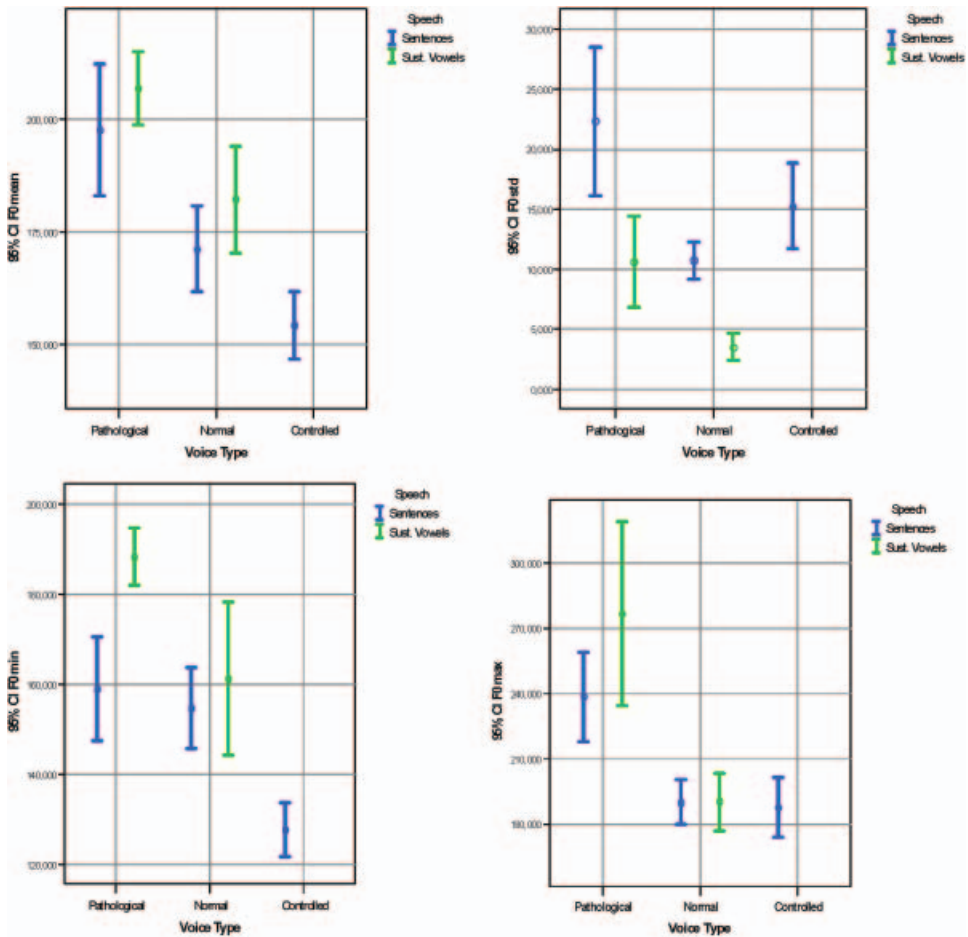 Speech
Sentences
Sust. Vowels
200,000
175,000
150,000
95% CI F0mean
Pathological Normal Controlled
Voice Type
Speech
Sentences
Sust. Vowels
30,000
25,000
20,000
15,000
10,000
5,000
0,000
95% CI F0std
Pathological Normal Controlled
Voice Type
Speech
Sentences
Sust. Vowels
200,000
180,000
160,000
140,000
120,000
95% CI F0min
Pathological Normal Controlled
Voice Type
Speech
Sentences
Sust. Vowels
300,000
270,000
240,000
210,000
180,000
95% CI F0max
Pathological Normal Controlled
Voice Type